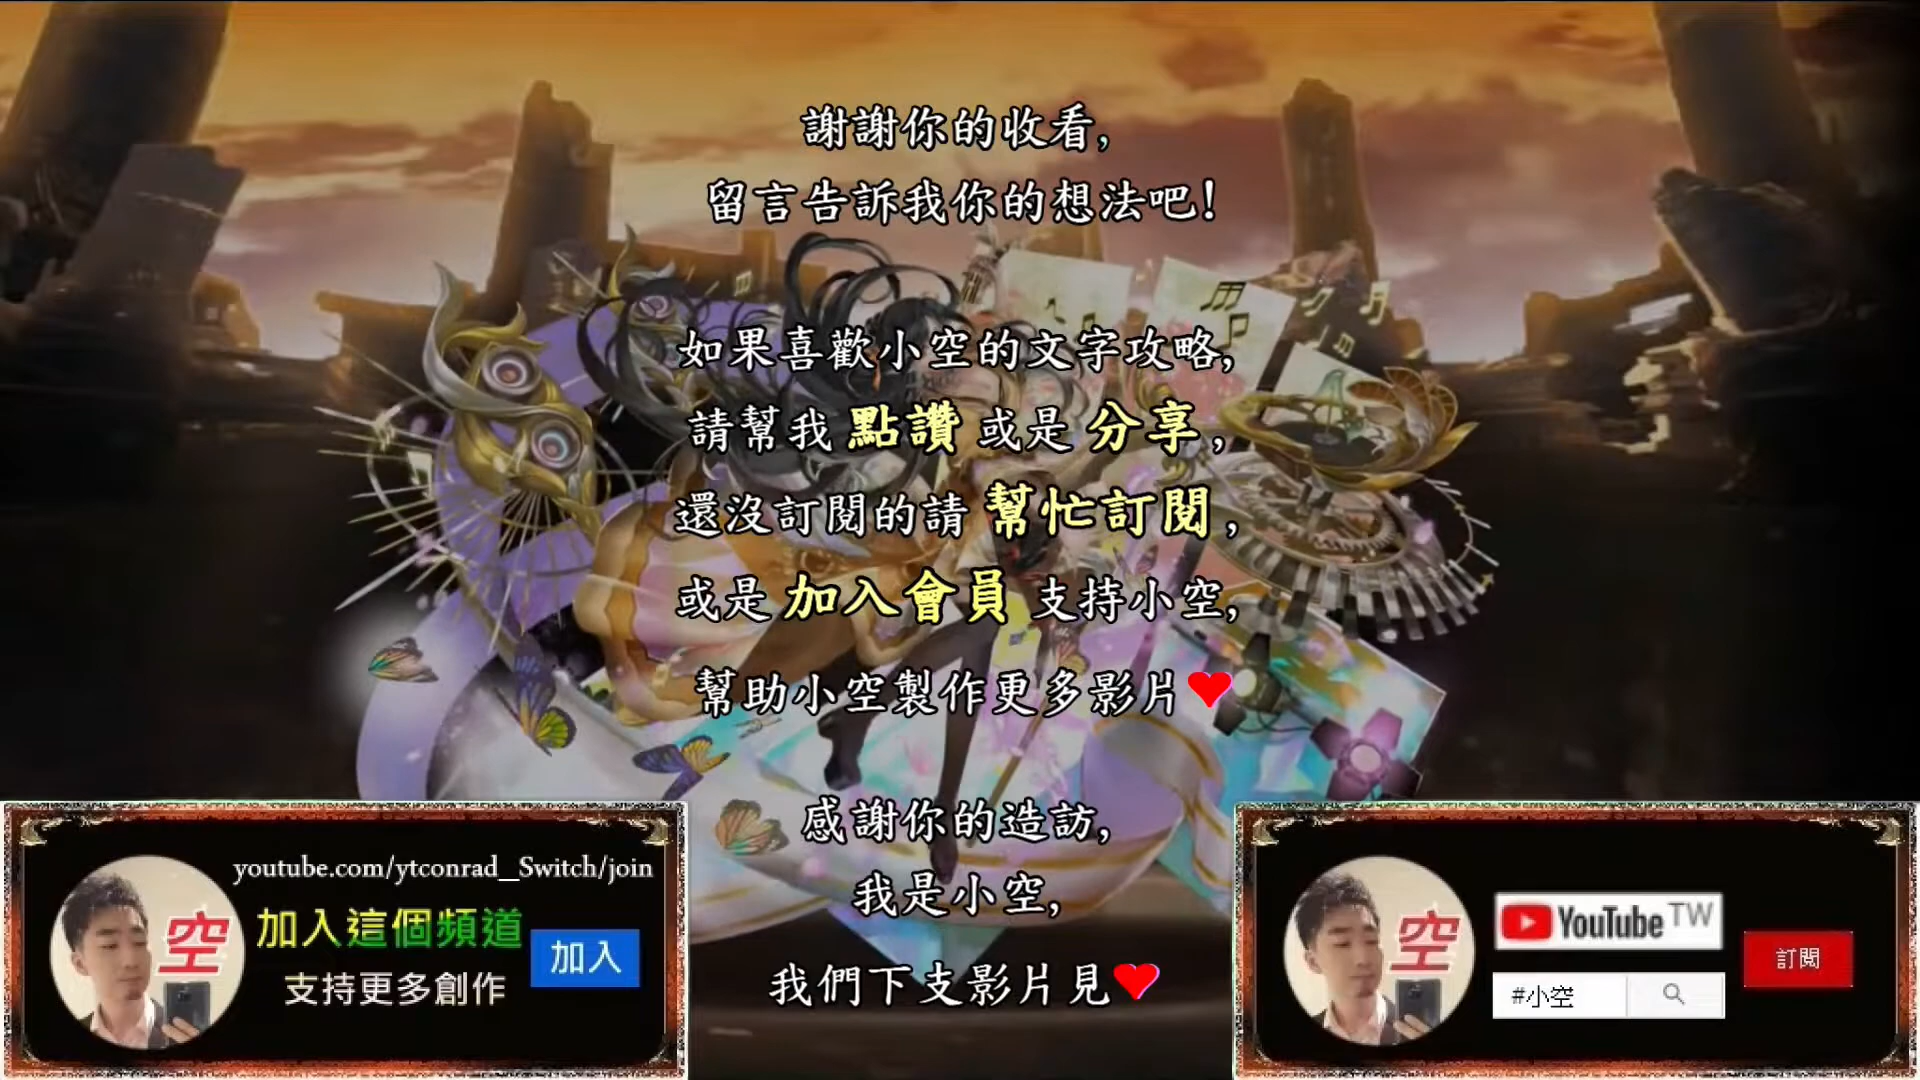 謝謝你的收看,
留言告訴我你的想法吧!
如果喜歡小空的文字攻略,
請幫我 點讚 或是 分享,
還沒訂閱的請 幫忙訂閱,
或是 加入會員 支持小空,
幫助小空製作更多影片❤
感謝你的造訪,
我是小空,
我們下支影片見❤
youtube.com/ytconrad_Switch/join
空
加入這個頻道
支持更多創作
加入
空
YouTube TW
#小空
訂閱